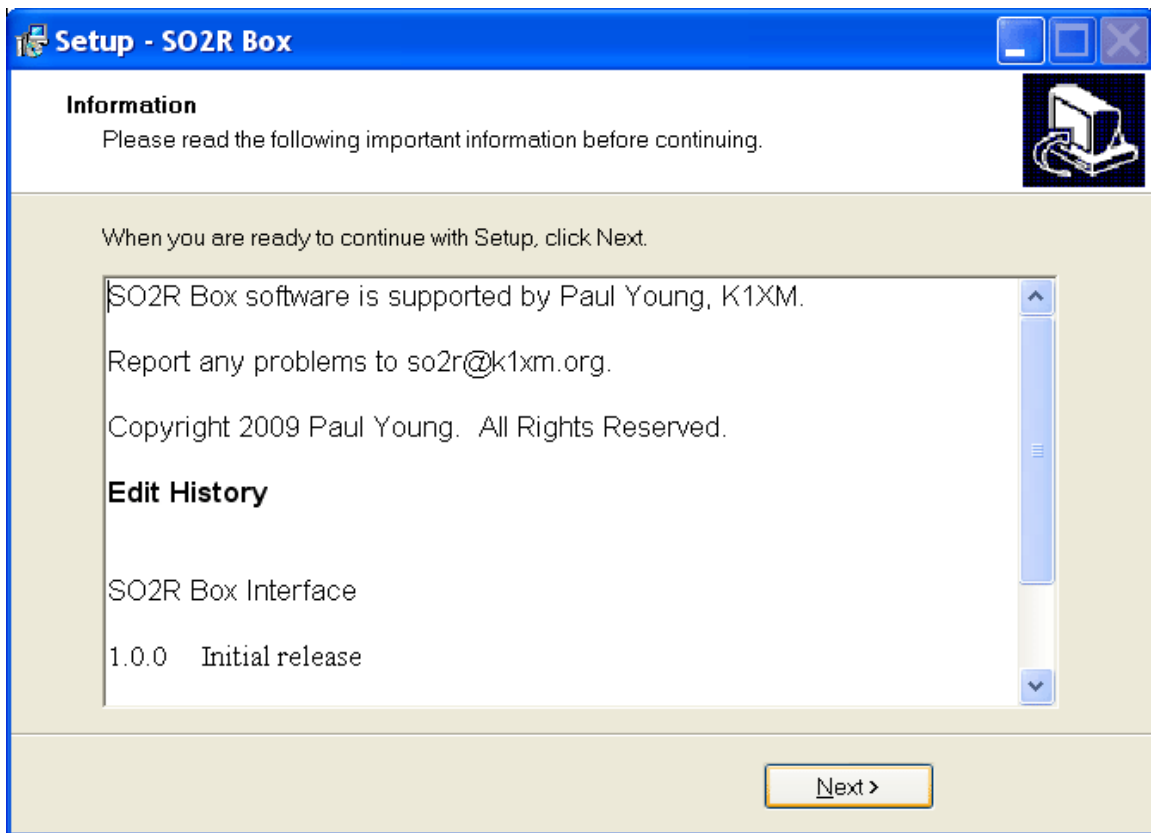 Setup - SO2R Box
Information
Please read the following important information before continuing.
When you are ready to continue with Setup, click Next.
SO2R Box software is supported by Paul Young, K1XM.
Report any problems to so2r@k1xm.org.
Copyright 2009 Paul Young.  All Rights Reserved.
Edit History
SO2R Box Interface
1.0.0    Initial release
Next >